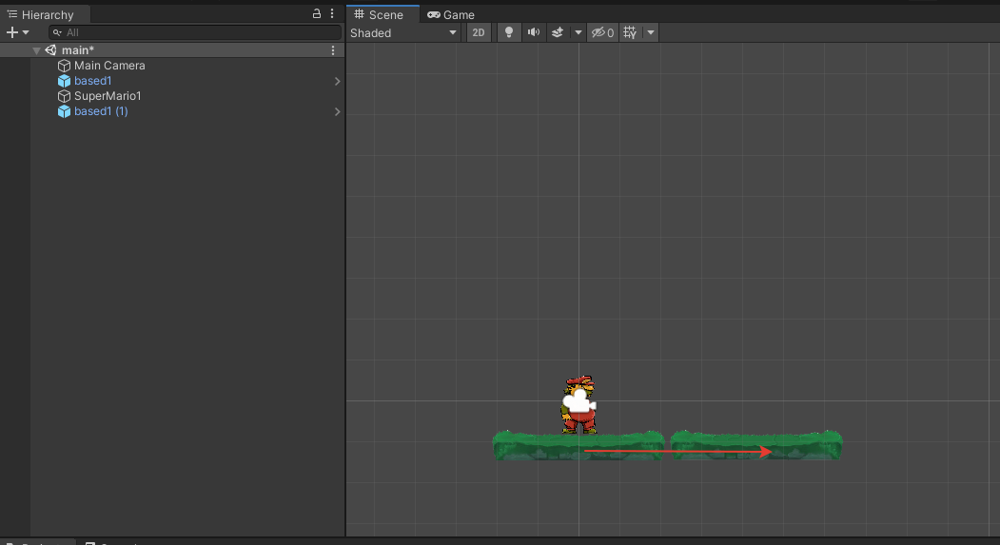 Hierarchy
All
main*
Main Camera
based1
SuperMario1
based1 (1)
Scene Game
Shaded 2D 0